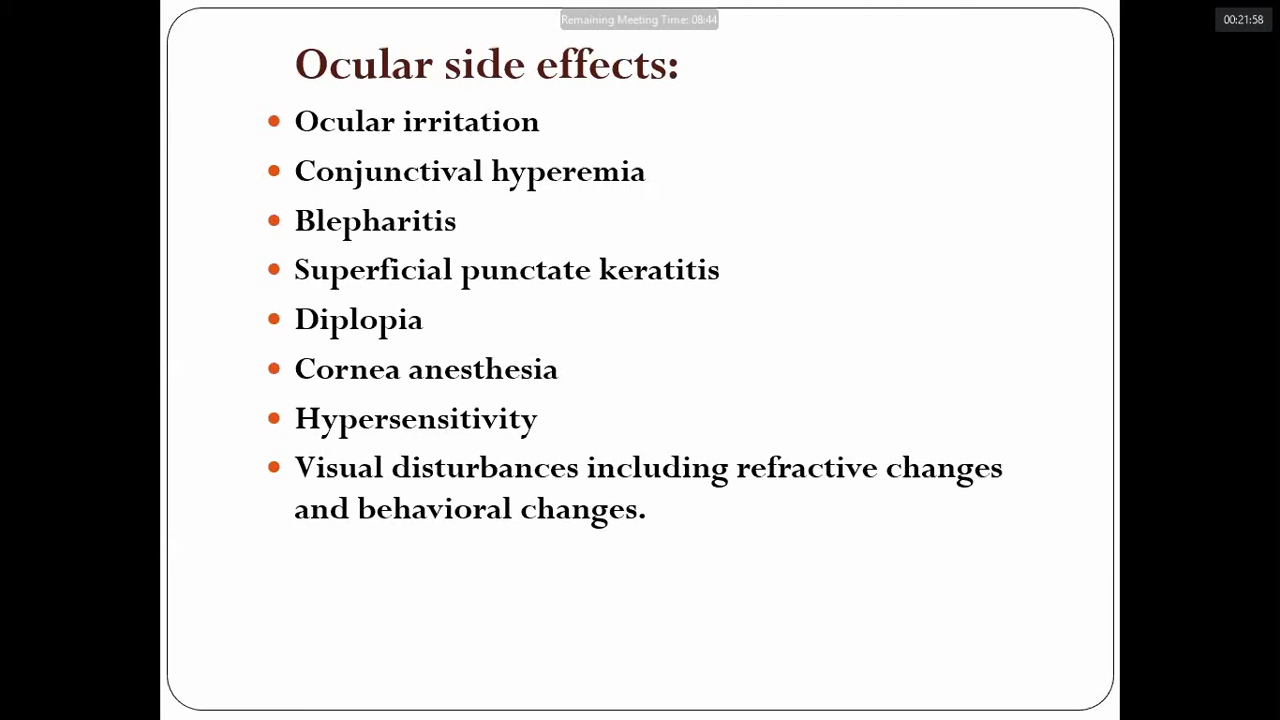 Remaining Meeting Time: 08:44
00:21:58
Ocular side effects:
• Ocular irritation
• Conjunctival hyperemia
• Blepharitis
• Superficial punctate keratitis
• Diplopia
• Cornea anesthesia
• Hypersensitivity
• Visual disturbances including refractive changes
and behavioral changes.